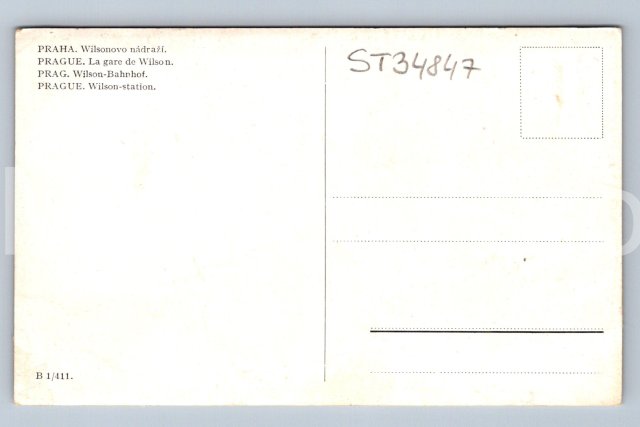 PRAHA. Wilsonovo nádraží.
PRAGUE. La gare de Wilson.
PRAG. Wilson-Bahnhof.
PRAGUE. Wilson-station.
ST34847
B 1/411.